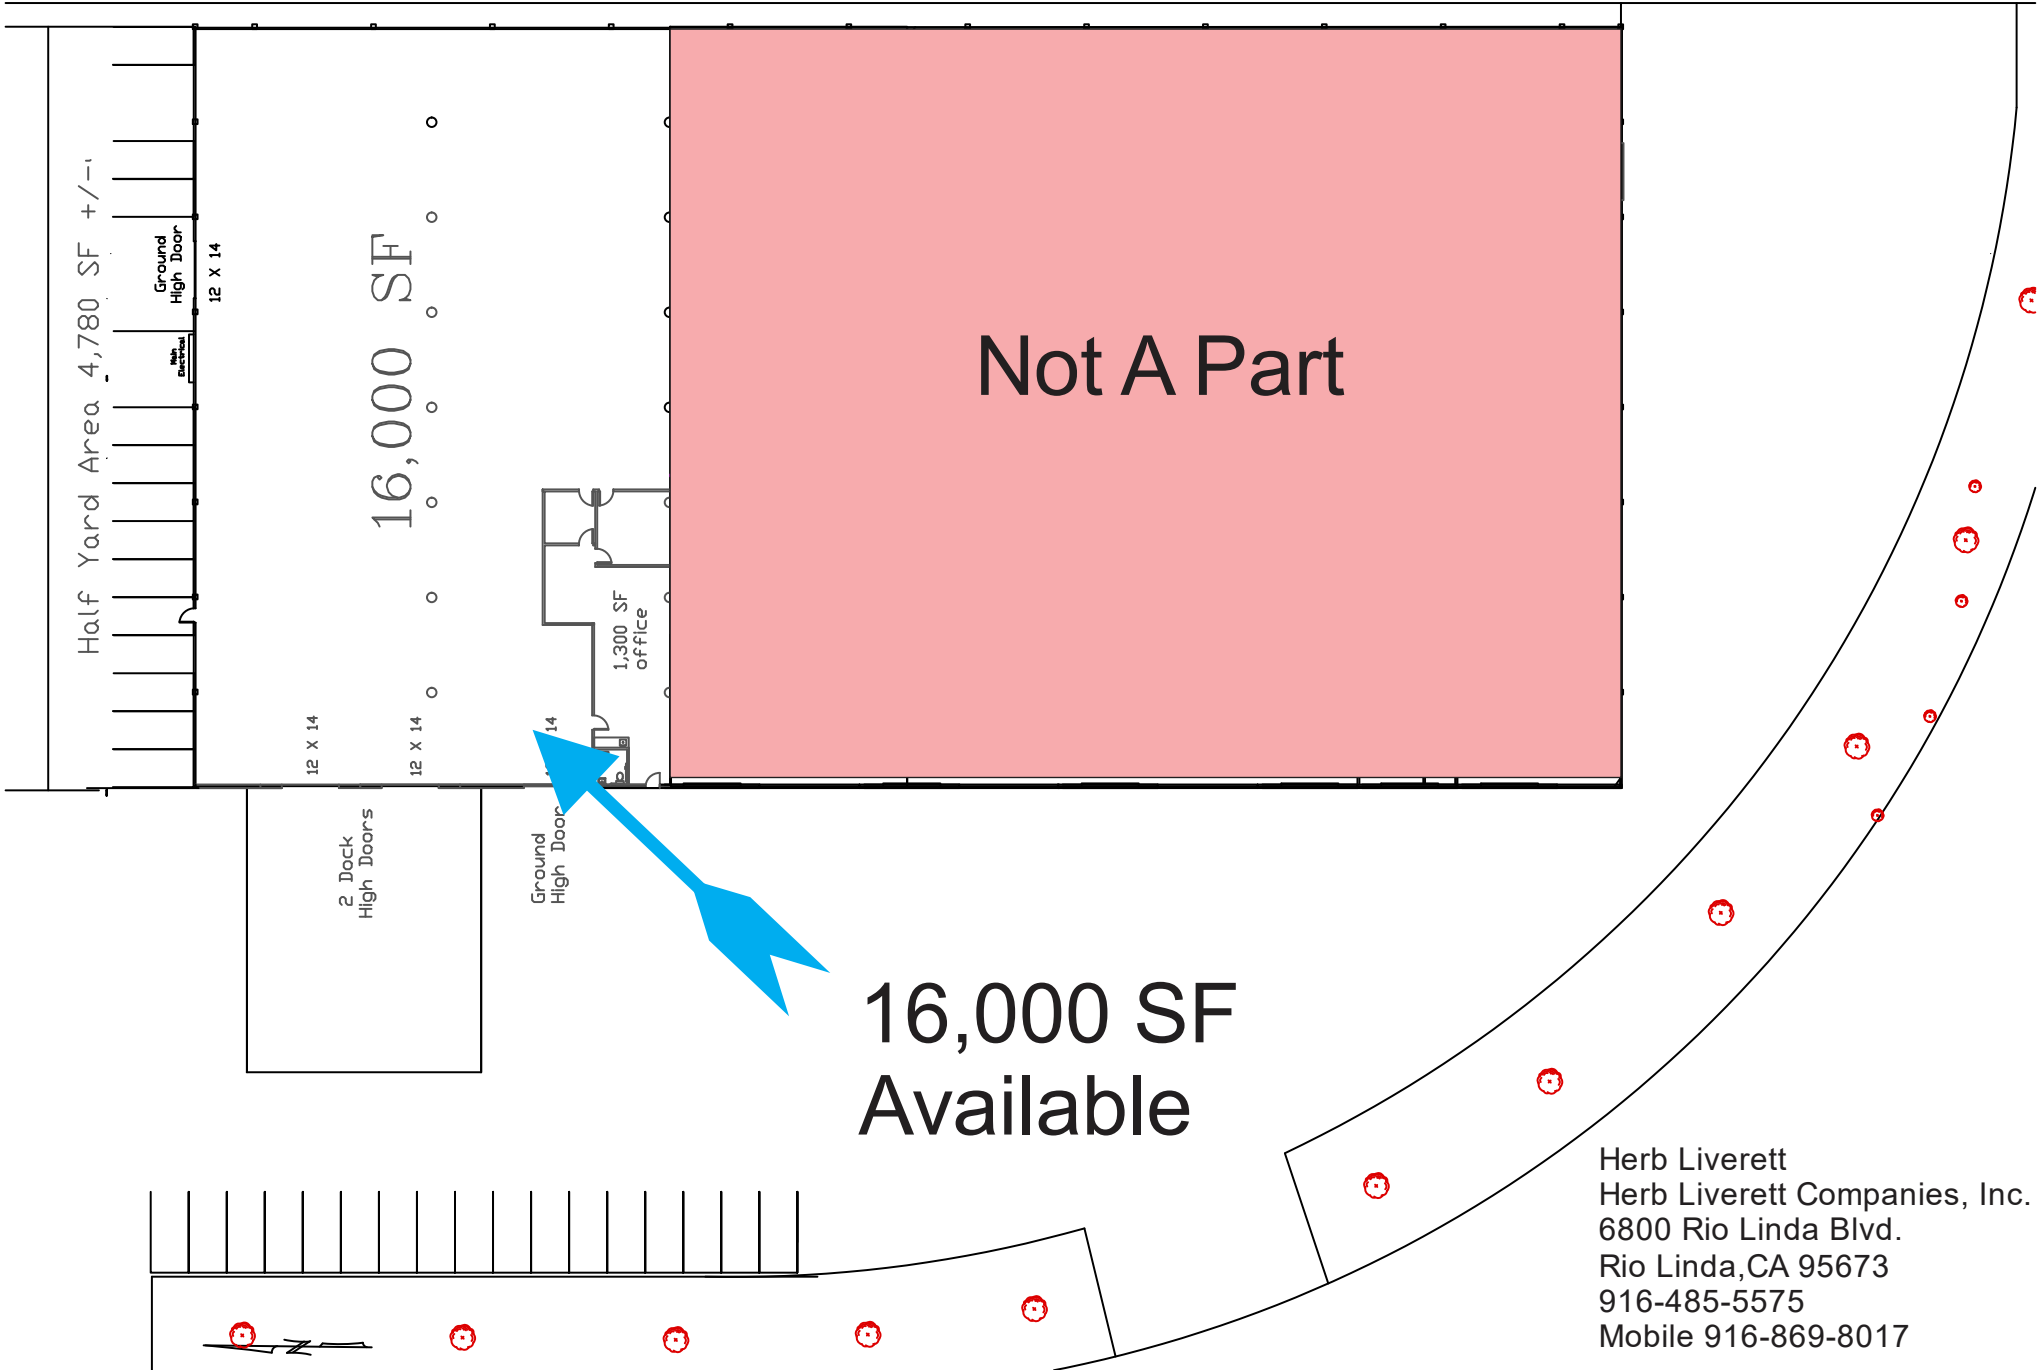 Half Yard Area 4,780 SF +/-
Ground
High Door
12 X 14
Main
Electrical
16,000 SF
Not A Part
1,300 SF
office
12 X 14
12 X 14
14
2 Dock
High Doors
Ground
High Door
16,000 SF
Available
Herb Liverett
Herb Liverett Companies, Inc.
6800 Rio Linda Blvd.
Rio Linda,CA 95673
916-485-5575
Mobile 916-869-8017
N